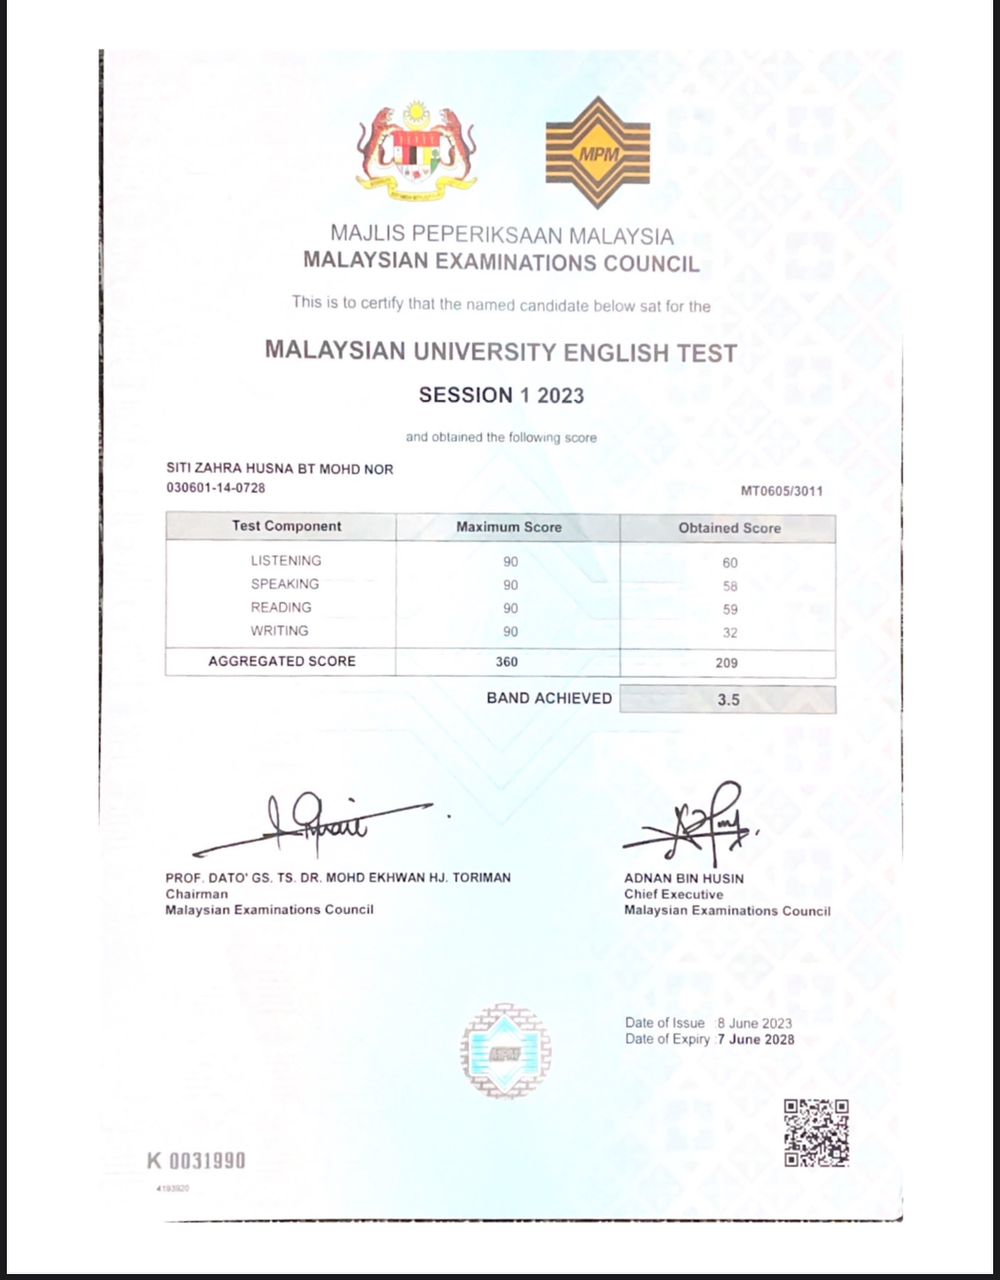 MPM
MAJLIS PEPERIKSAAN MALAYSIA
MALAYSIAN EXAMINATIONS COUNCIL
This is to certify that the named candidate below sat for the
MALAYSIAN UNIVERSITY ENGLISH TEST
SESSION 1 2023
and obtained the following score
SITI ZAHRA HUSNA BT MOHD NOR
030601-14-0728 MT0605/3011
Test Component Maximum Score Obtained Score
LISTENING 90 60
SPEAKING 90 58
READING 90 59
WRITING 90 32
AGGREGATED SCORE 360 209
BAND ACHIEVED 3.5
PROF. DATO' GS. TS. DR. MOHD EKHWAN HJ. TORIMAN ADNAN BIN HUSIN
Chairman Chief Executive
Malaysian Examinations Council Malaysian Examinations Council
Date of Issue :8 June 2023
Date of Expiry :7 June 2028
MPM
K 0031990
4193920